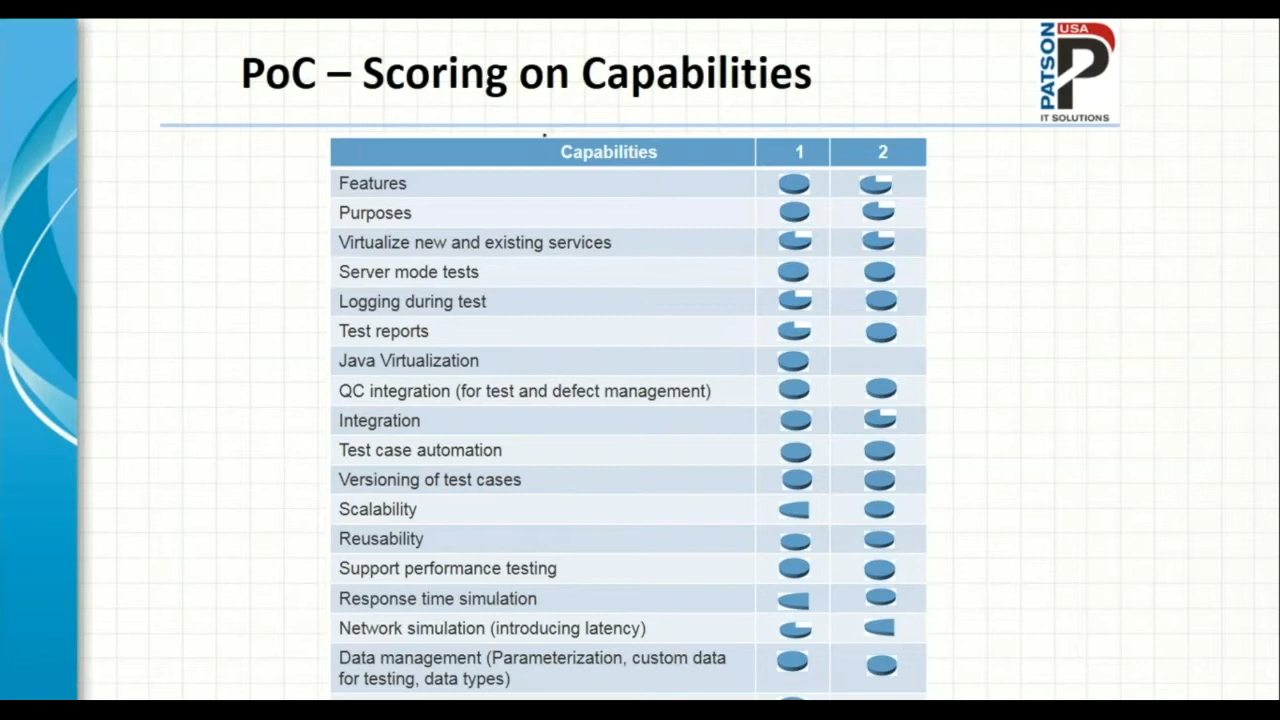 PoC – Scoring on Capabilities
PATSON
USA
P
IT SOLUTIONS
Capabilities 1 2
Features
Purposes
Virtualize new and existing services
Server mode tests
Logging during test
Test reports
Java Virtualization
QC integration (for test and defect management)
Integration
Test case automation
Versioning of test cases
Scalability
Reusability
Support performance testing
Response time simulation
Network simulation (introducing latency)
Data management (Parameterization, custom data
for testing, data types)